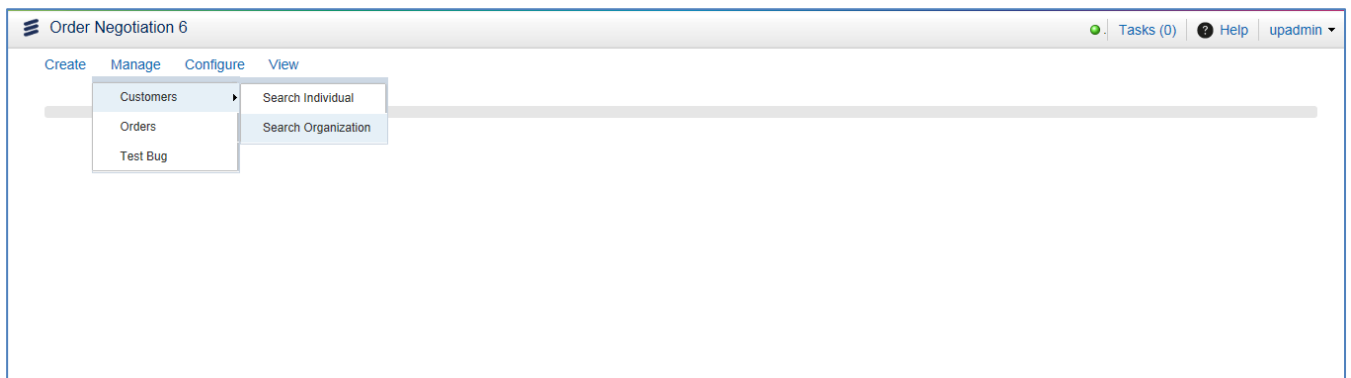 Order Negotiation 6
. Tasks (0) ? Help upadmin
Create Manage Configure View
Customers Search Individual
Orders Search Organization
Test Bug